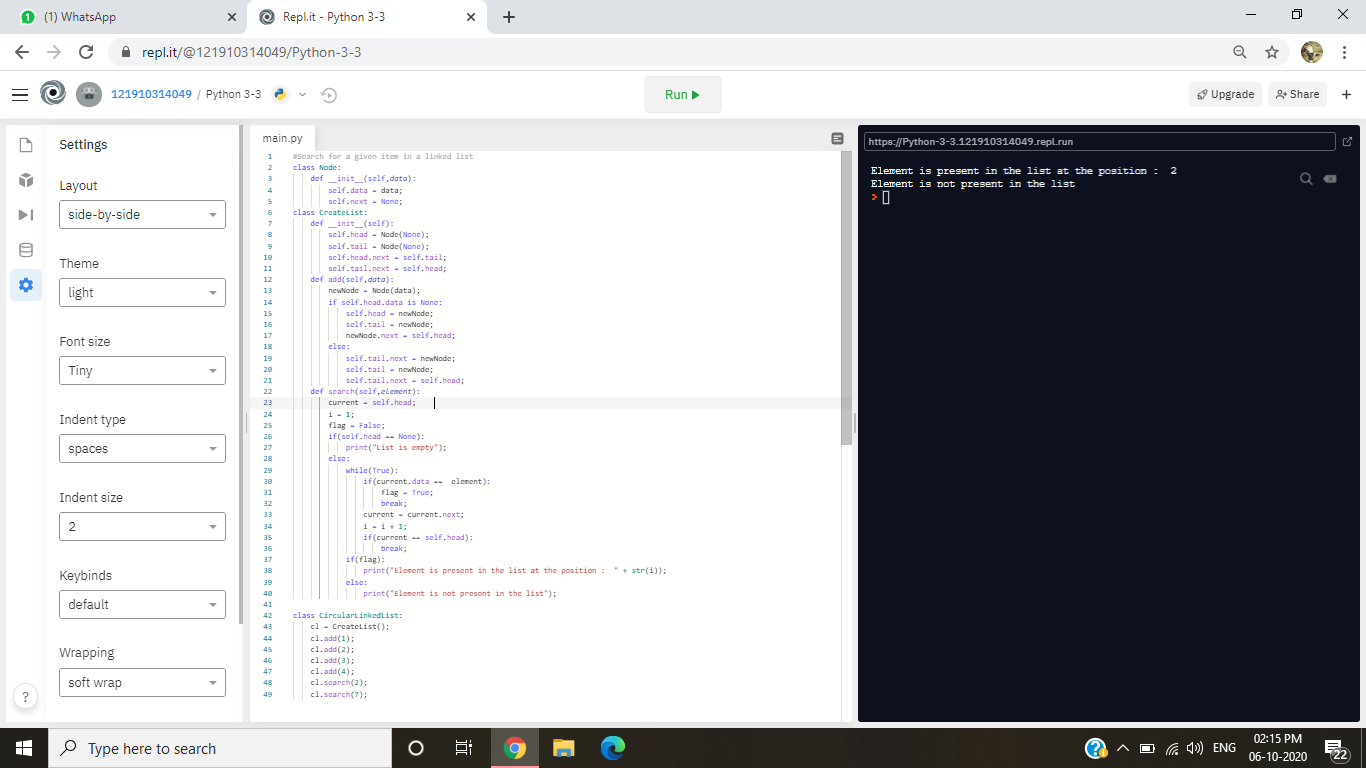 (1) WhatsApp
Repl.it - Python 3-3
repl.it/@121910314049/Python-3-3
121910314049 / Python 3-3
Run
Upgrade
Share
Settings
Layout
side-by-side
Theme
light
Font size
Tiny
Indent type
spaces
Indent size
2
Keybinds
default
Wrapping
soft wrap
?
main.py
1 #Search for a given item in a linked list
2 class Node:
3 def __init__(self,data):
4 self.data = data;
5 self.next = None;
6 class CreateList:
7 def __init__(self):
8 self.head = Node(None);
9 self.tail = Node(None);
10 self.head.next = self.tail;
11 self.tail.next = self.head;
12 def add(self,data):
13 newNode = Node(data);
14 if self.head.data is None:
15 self.head = newNode;
16 self.tail = newNode;
17 newNode.next = self.head;
18 else:
19 self.tail.next = newNode;
20 self.tail = newNode;
21 self.tail.next = self.head;
22 def search(self,element):
23 current = self.head;
24 i = 1;
25 flag = False;
26 if(self.head == None):
27 print("List is empty");
28 else:
29 while(True):
30 if(current.data ==  element):
31 flag = True;
32 break;
33 current = current.next;
34 i = i + 1;
35 if(current == self.head):
36 break;
37 if(flag):
38 print("Element is present in the list at the position :  " + str(i));
39 else:
40 print("Element is not present in the list");
41
42 class CircularLinkedList:
43 cl = CreateList();
44 cl.add(1);
45 cl.add(2);
46 cl.add(3);
47 cl.add(4);
48 cl.search(2);
49 cl.search(7);
https://Python-3-3.121910314049.repl.run
Element is present in the list at the position :  2
Element is not present in the list
>
Type here to search
ENG
02:15 PM
06-10-2020
22